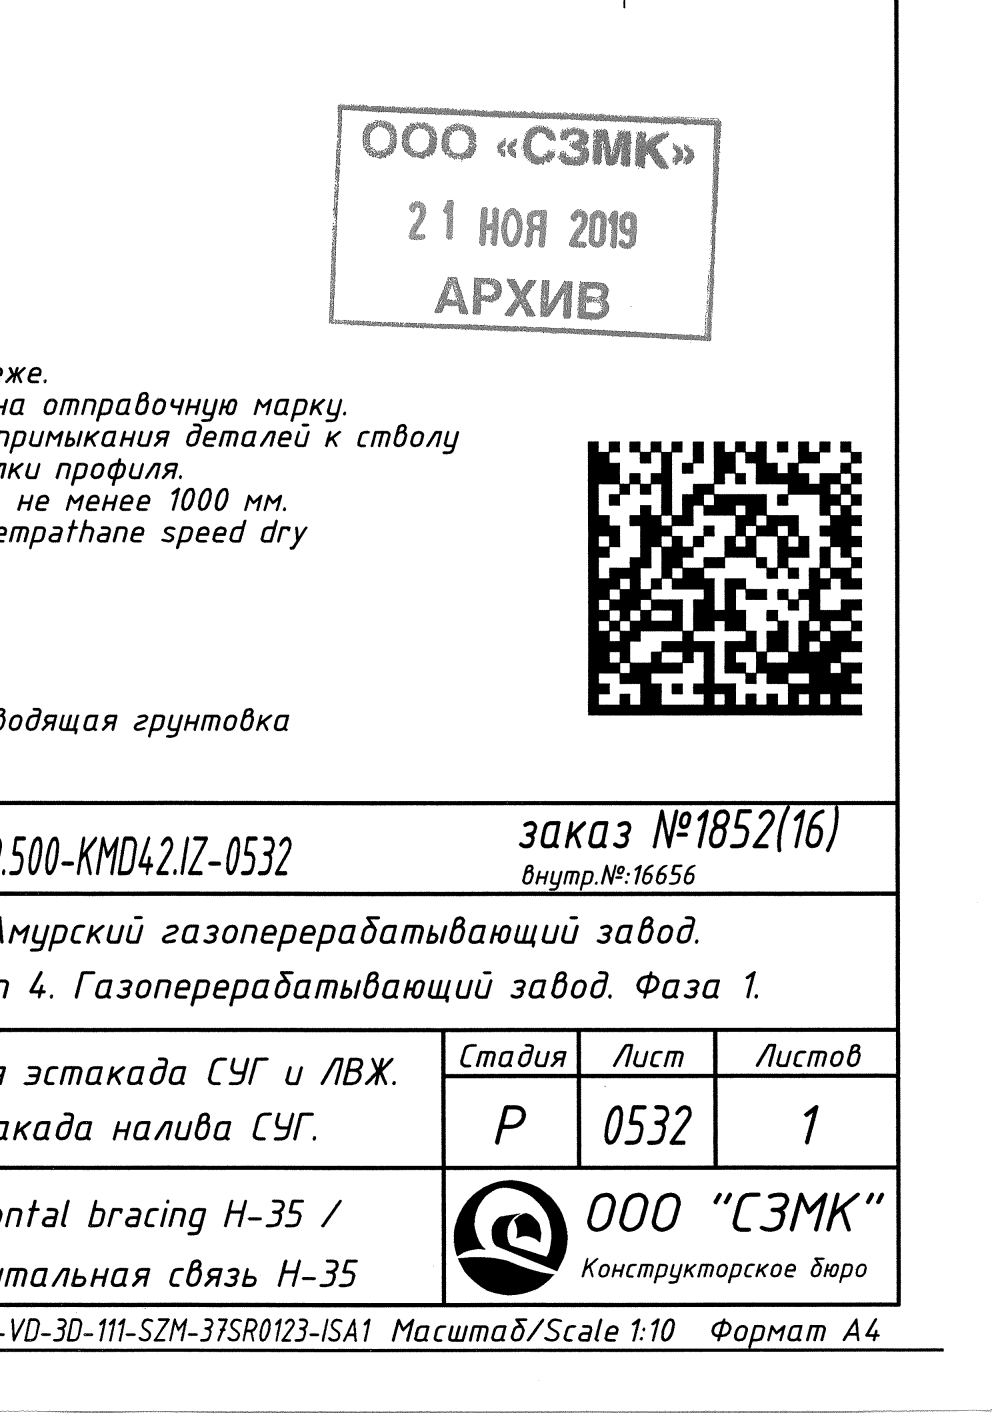 ООО «СЗМК»
21 НОЯ 2019
АРХИВ
еже.
на отправочную марку.
примыкания деталей к стволу
лки профиля.
не менее 1000 мм.
empathane speed dry
водящая грунтовка
.500-KMD42.IZ-0532
заказ №1852(16)
внутр.№:16656
Амурский газоперерабатывающий завод.
п 4. Газоперерабатывающий завод. Фаза 1.
я эстакада СУГ и ЛВЖ.
акада налива СУГ.
Стадия Лист Листов
Р 0532 1
ontal bracing H-35 /
нтальная связь H-35
ООО "СЗМК"
Конструкторское бюро
-VD-3D-111-SZM-37SR0123-ISA1 Масштаб/Scale 1:10 Формат А4